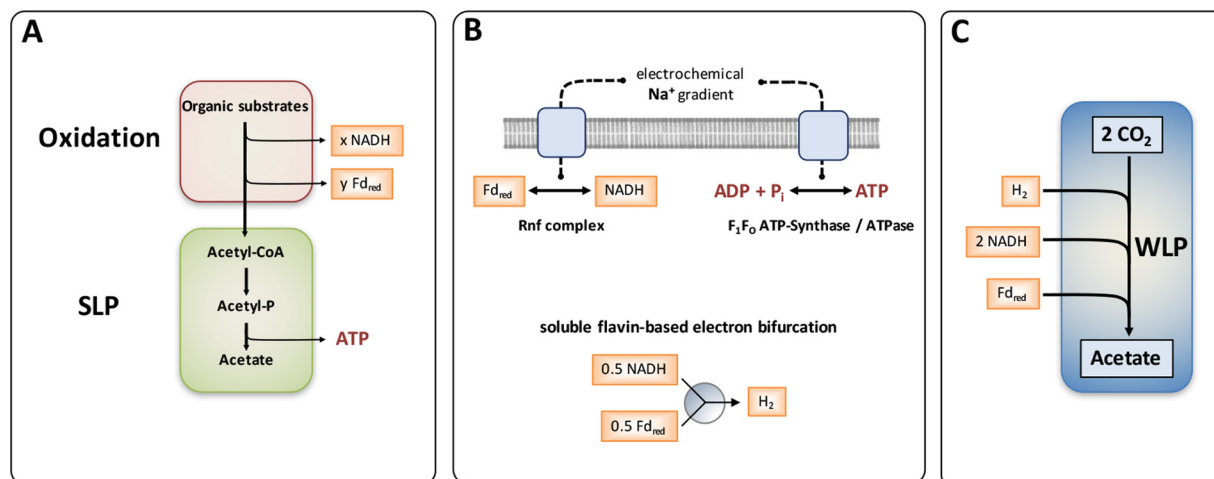 A
Oxidation
Organic substrates
x NADH
y Fdred
SLP
Acetyl-CoA
Acetyl-P
ATP
Acetate
B
electrochemical
Na+ gradient
Fdred
NADH
ADP + Pi
ATP
Rnf complex
F1FO ATP-Synthase / ATPase
soluble flavin-based electron bifurcation
0.5 NADH
0.5 Fdred
H2
C
2 CO2
H2
2 NADH
WLP
Fdred
Acetate